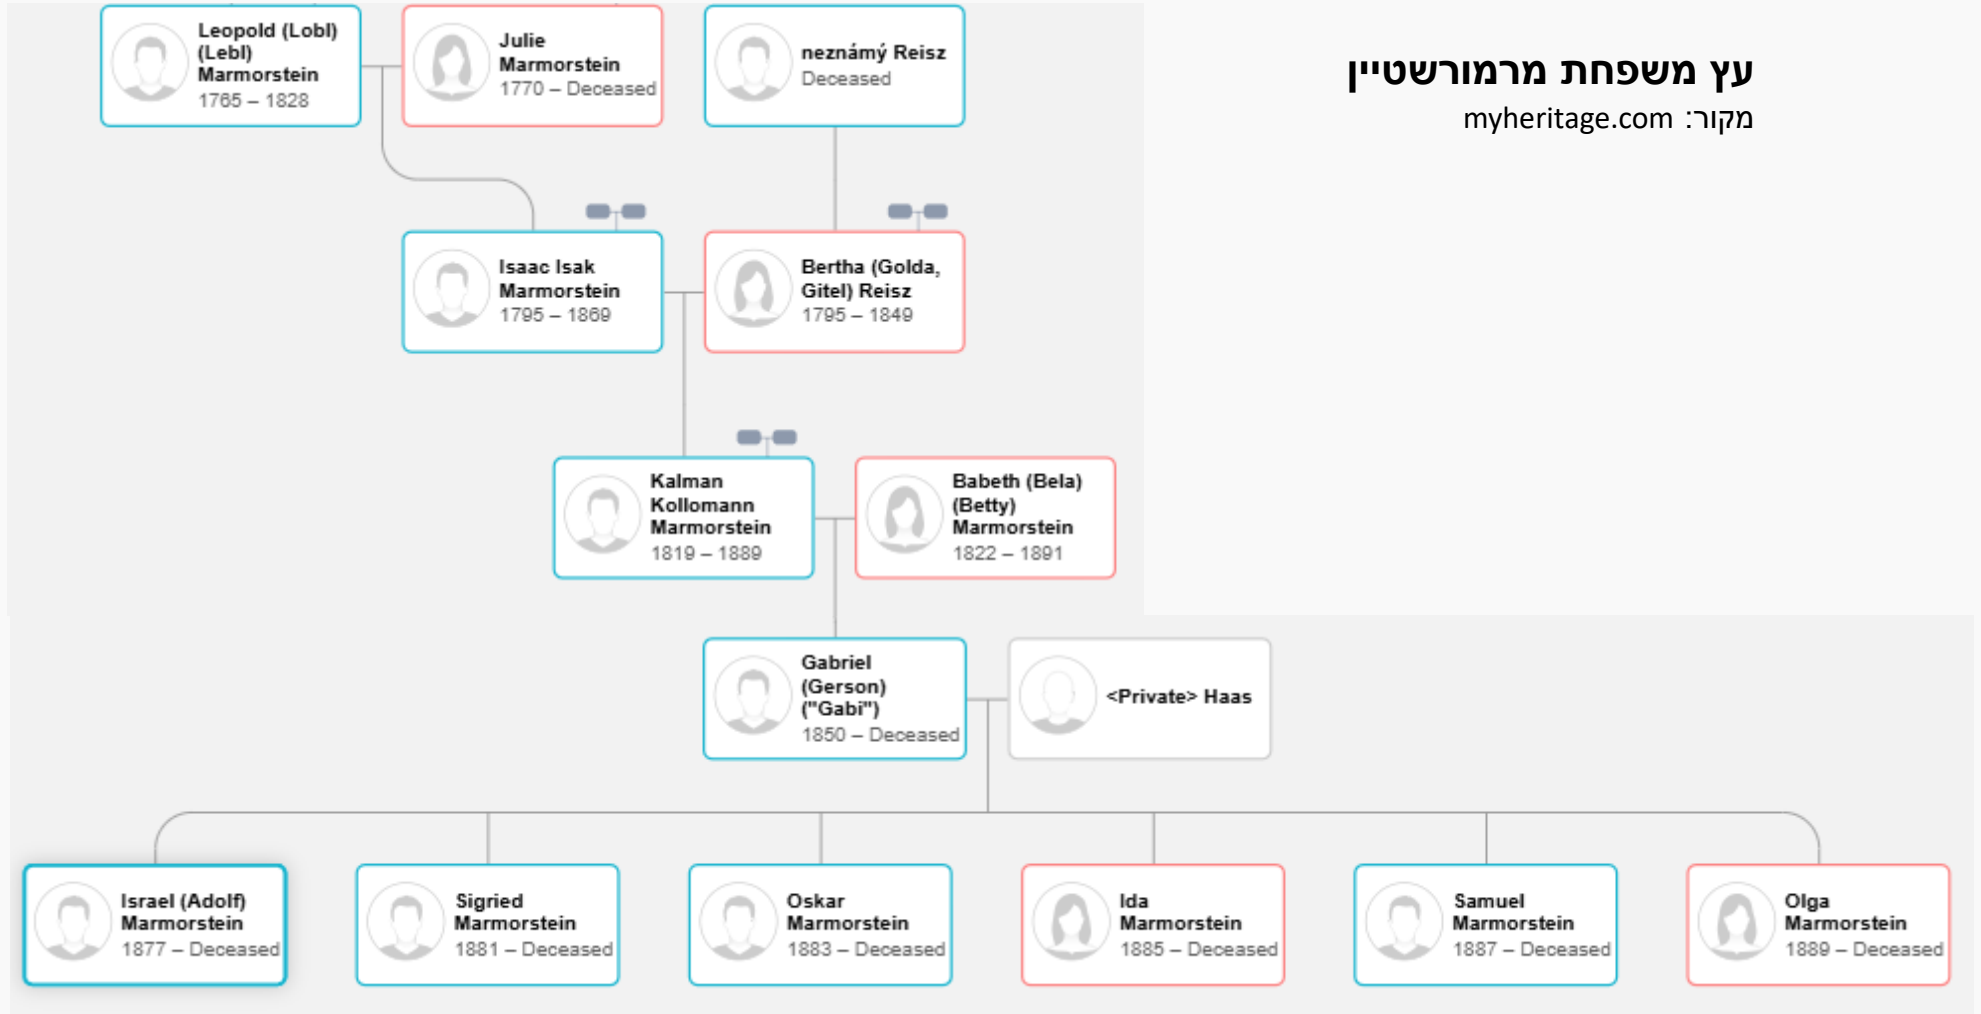 עץ משפחת מרמורשטיין
מקור: myheritage.com
Leopold (Lobl)
(Lebl)
Marmorstein
1765 – 1828
Julie
Marmorstein
1770 – Deceased
neznámý Reisz
Deceased
Isaac Isak
Marmorstein
1795 – 1869
Bertha (Golda,
Gitel) Reisz
1795 – 1849
Kalman
Kollomann
Marmorstein
1819 – 1889
Babeth (Bela)
(Betty)
Marmorstein
1822 – 1891
Gabriel
(Gerson)
("Gabi")
1850 – Deceased
<Private> Haas
Israel (Adolf)
Marmorstein
1877 – Deceased
Sigried
Marmorstein
1881 – Deceased
Oskar
Marmorstein
1883 – Deceased
Ida
Marmorstein
1885 – Deceased
Samuel
Marmorstein
1887 – Deceased
Olga
Marmorstein
1889 – Deceased